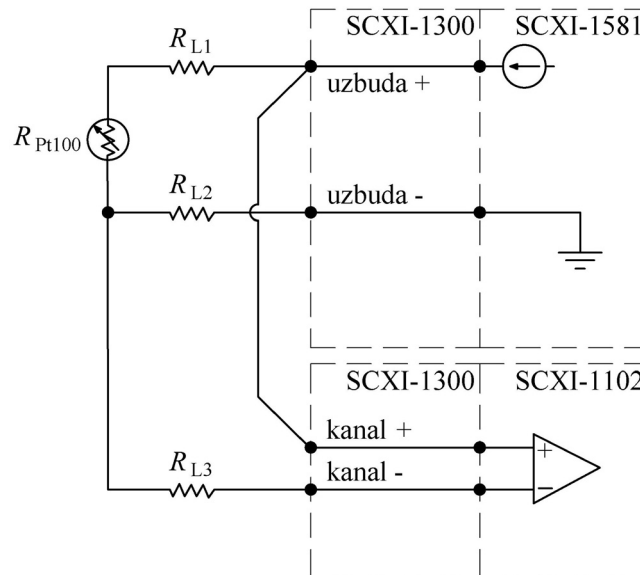 SCXI-1300
SCXI-1581
R L1
uzbuda +
R Pt100
R L2
uzbuda -
SCXI-1300
SCXI-1102
kanal +
+
R L3
kanal -
−